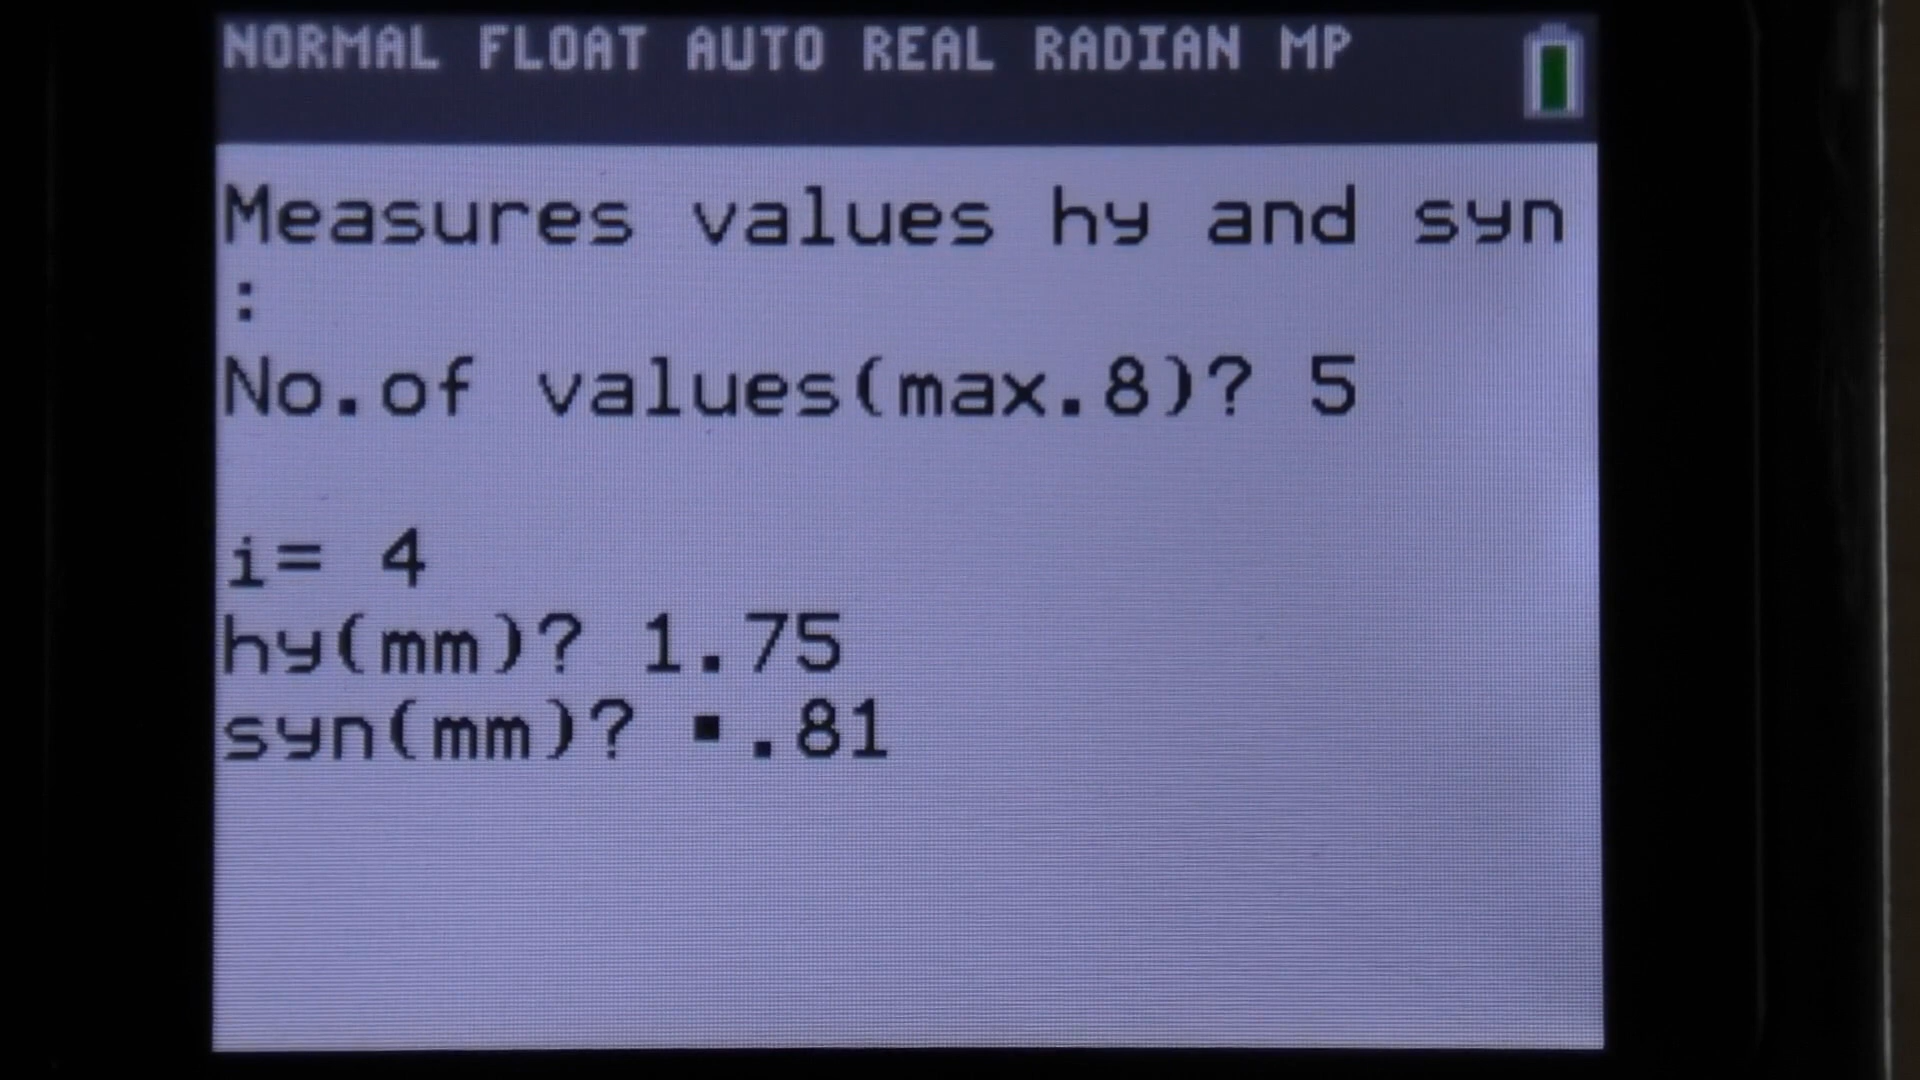 NORMAL FLOAT AUTO REAL RADIAN MP
Measures values hy and syn
:
No.of values(max.8)? 5
i= 4
hy(mm)? 1.75
syn(mm)? ▪.81